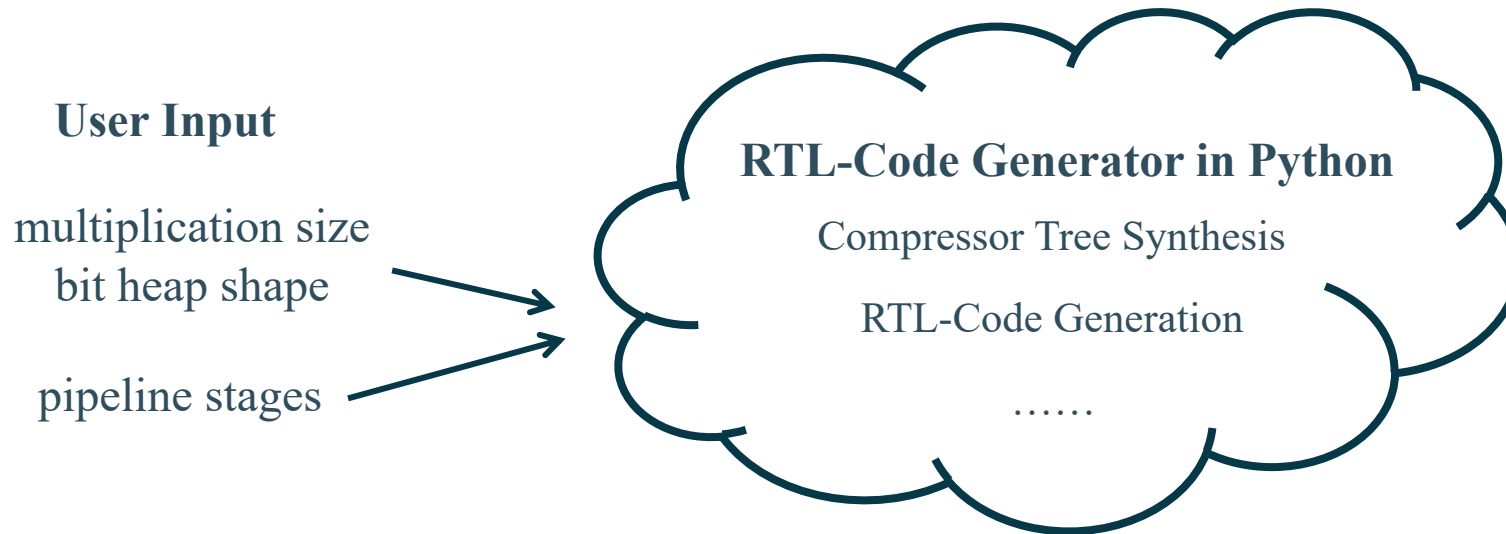 User Input
multiplication size
bit heap shape
pipeline stages
RTL-Code Generator in Python
Compressor Tree Synthesis
RTL-Code Generation
……